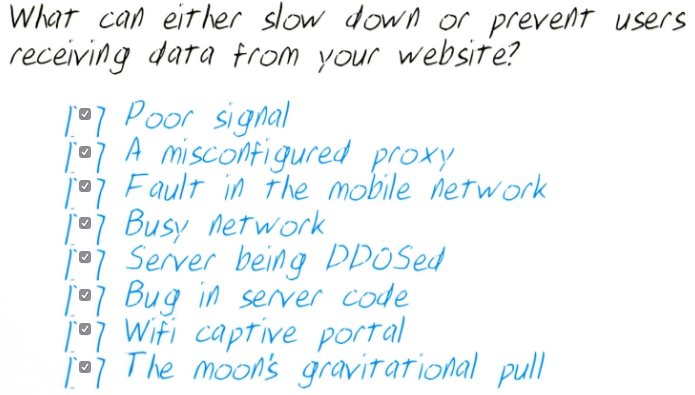 What can either slow down or prevent users
receiving data from your website?
[☑] Poor signal
[☑] A misconfigured proxy
[☑] Fault in the mobile network
[☑] Busy network
[☑] Server being DDOSed
[☑] Bug in server code
[☑] Wifi captive portal
[☑] The moon's gravitational pull